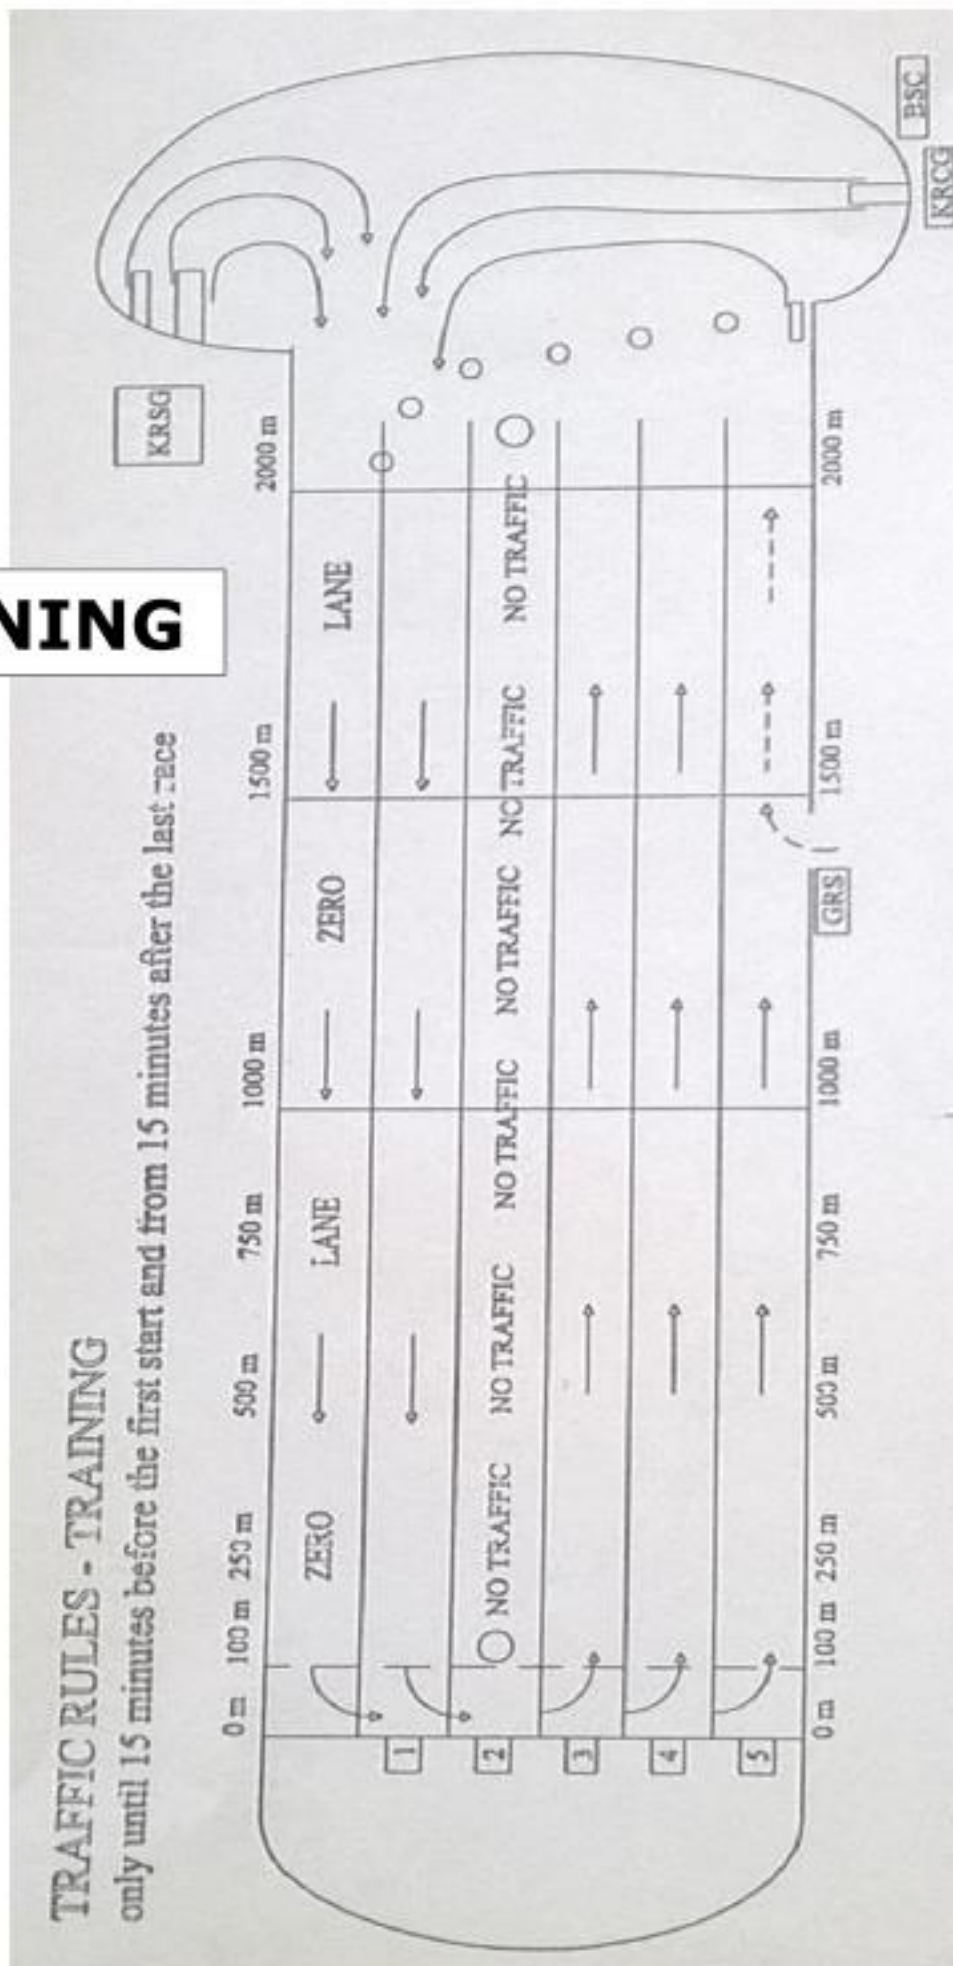 NING
TRAFFIC RULES - TRAINING
only until 15 minutes before the first start and from 15 minutes after the last race
KRSG
0 m 100 m 250 m 500 m 750 m 1000 m 1500 m 2000 m
ZERO LANE ZERO LANE
1
2 NO TRAFFIC NO TRAFFIC NO TRAFFIC NO TRAFFIC NO TRAFFIC NO TRAFFIC
3
4
5
0 m 100 m 250 m 500 m 750 m 1000 m 1500 m 2000 m
GRS
KRCG
BSC